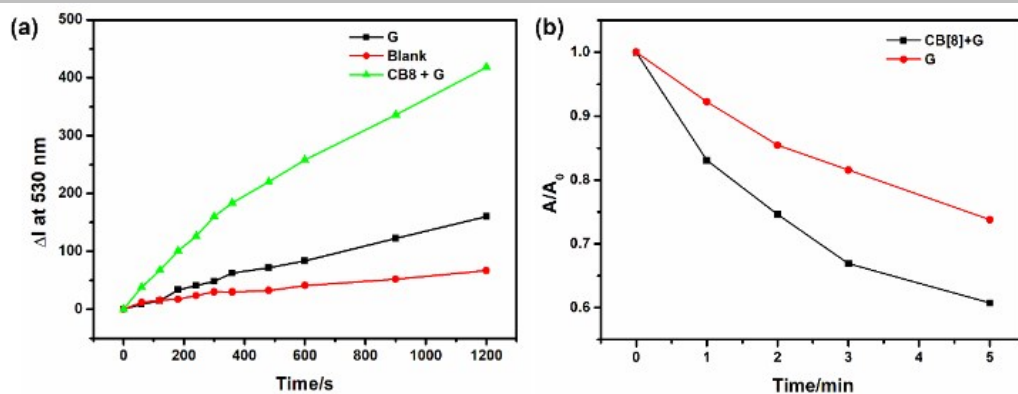 (a)
500
400
300
200
100
0
ΔI at 530 nm
G
Blank
CB8 + G
0 200 400 600 800 1000 1200
Time/s
(b)
1.0
0.9
0.8
0.7
0.6
A/A₀
CB[8]+G
G
0 1 2 3 4 5
Time/min